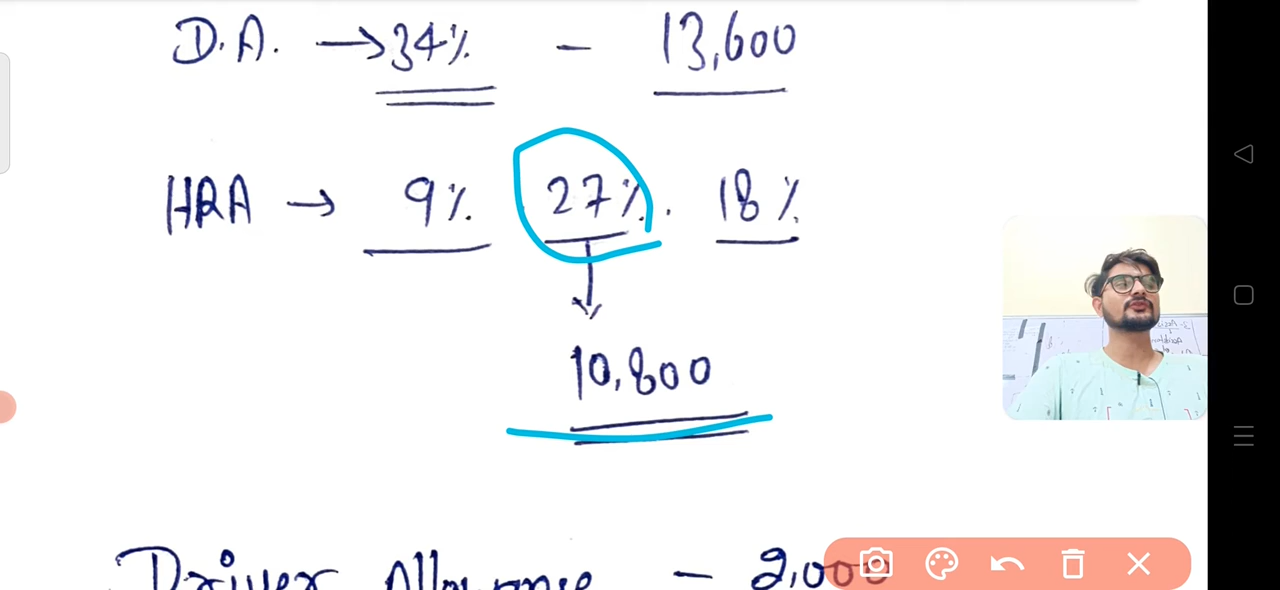 D.A. → 34% - 13,600
HRA → 9% 27%. 18%
10,800
Driver Allowance - 2,000